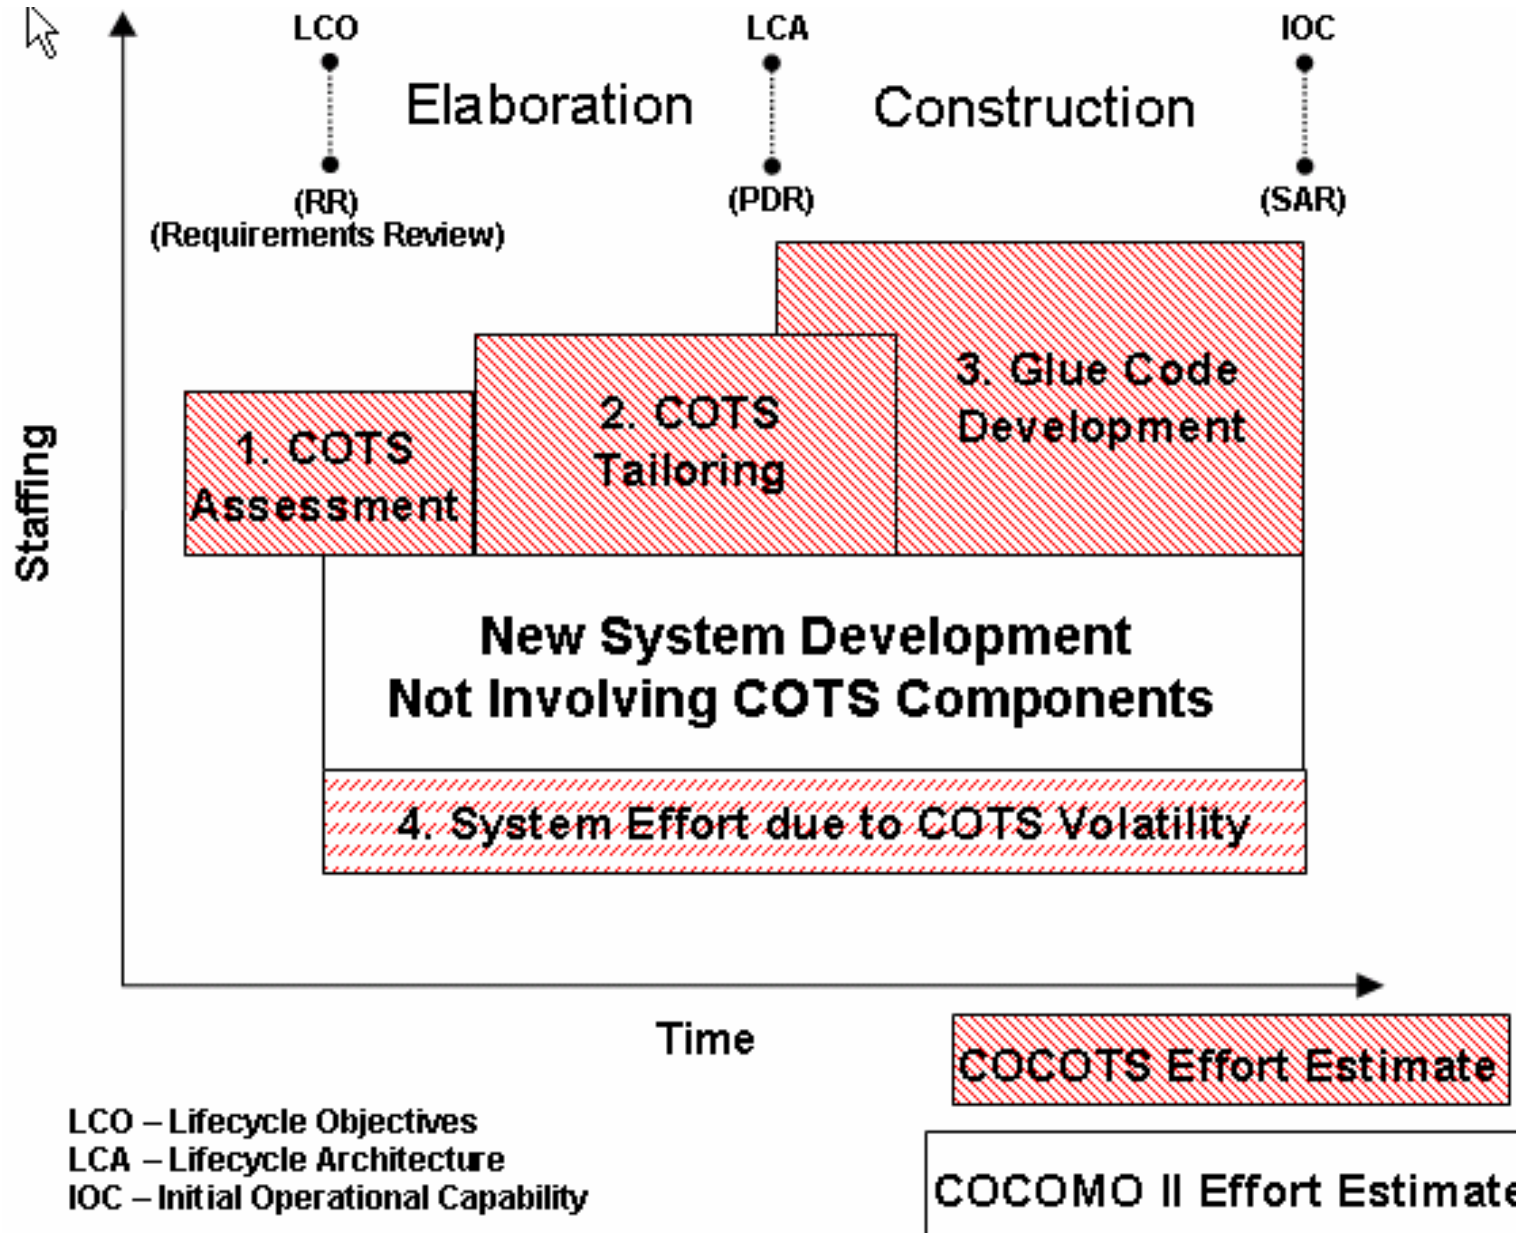 LCO
LCA
IOC
Elaboration
Construction
(RR)
(Requirements Review)
(PDR)
(SAR)
3. Glue Code
Development
2. COTS
Tailoring
1. COTS
Assessment
Staffing
New System Development
Not Involving COTS Components
4. System Effort due to COTS Volatility
Time
COCOTS Effort Estimate
LCO – Lifecycle Objectives
LCA – Lifecycle Architecture
IOC – Initial Operational Capability
COCOMO II Effort Estimate